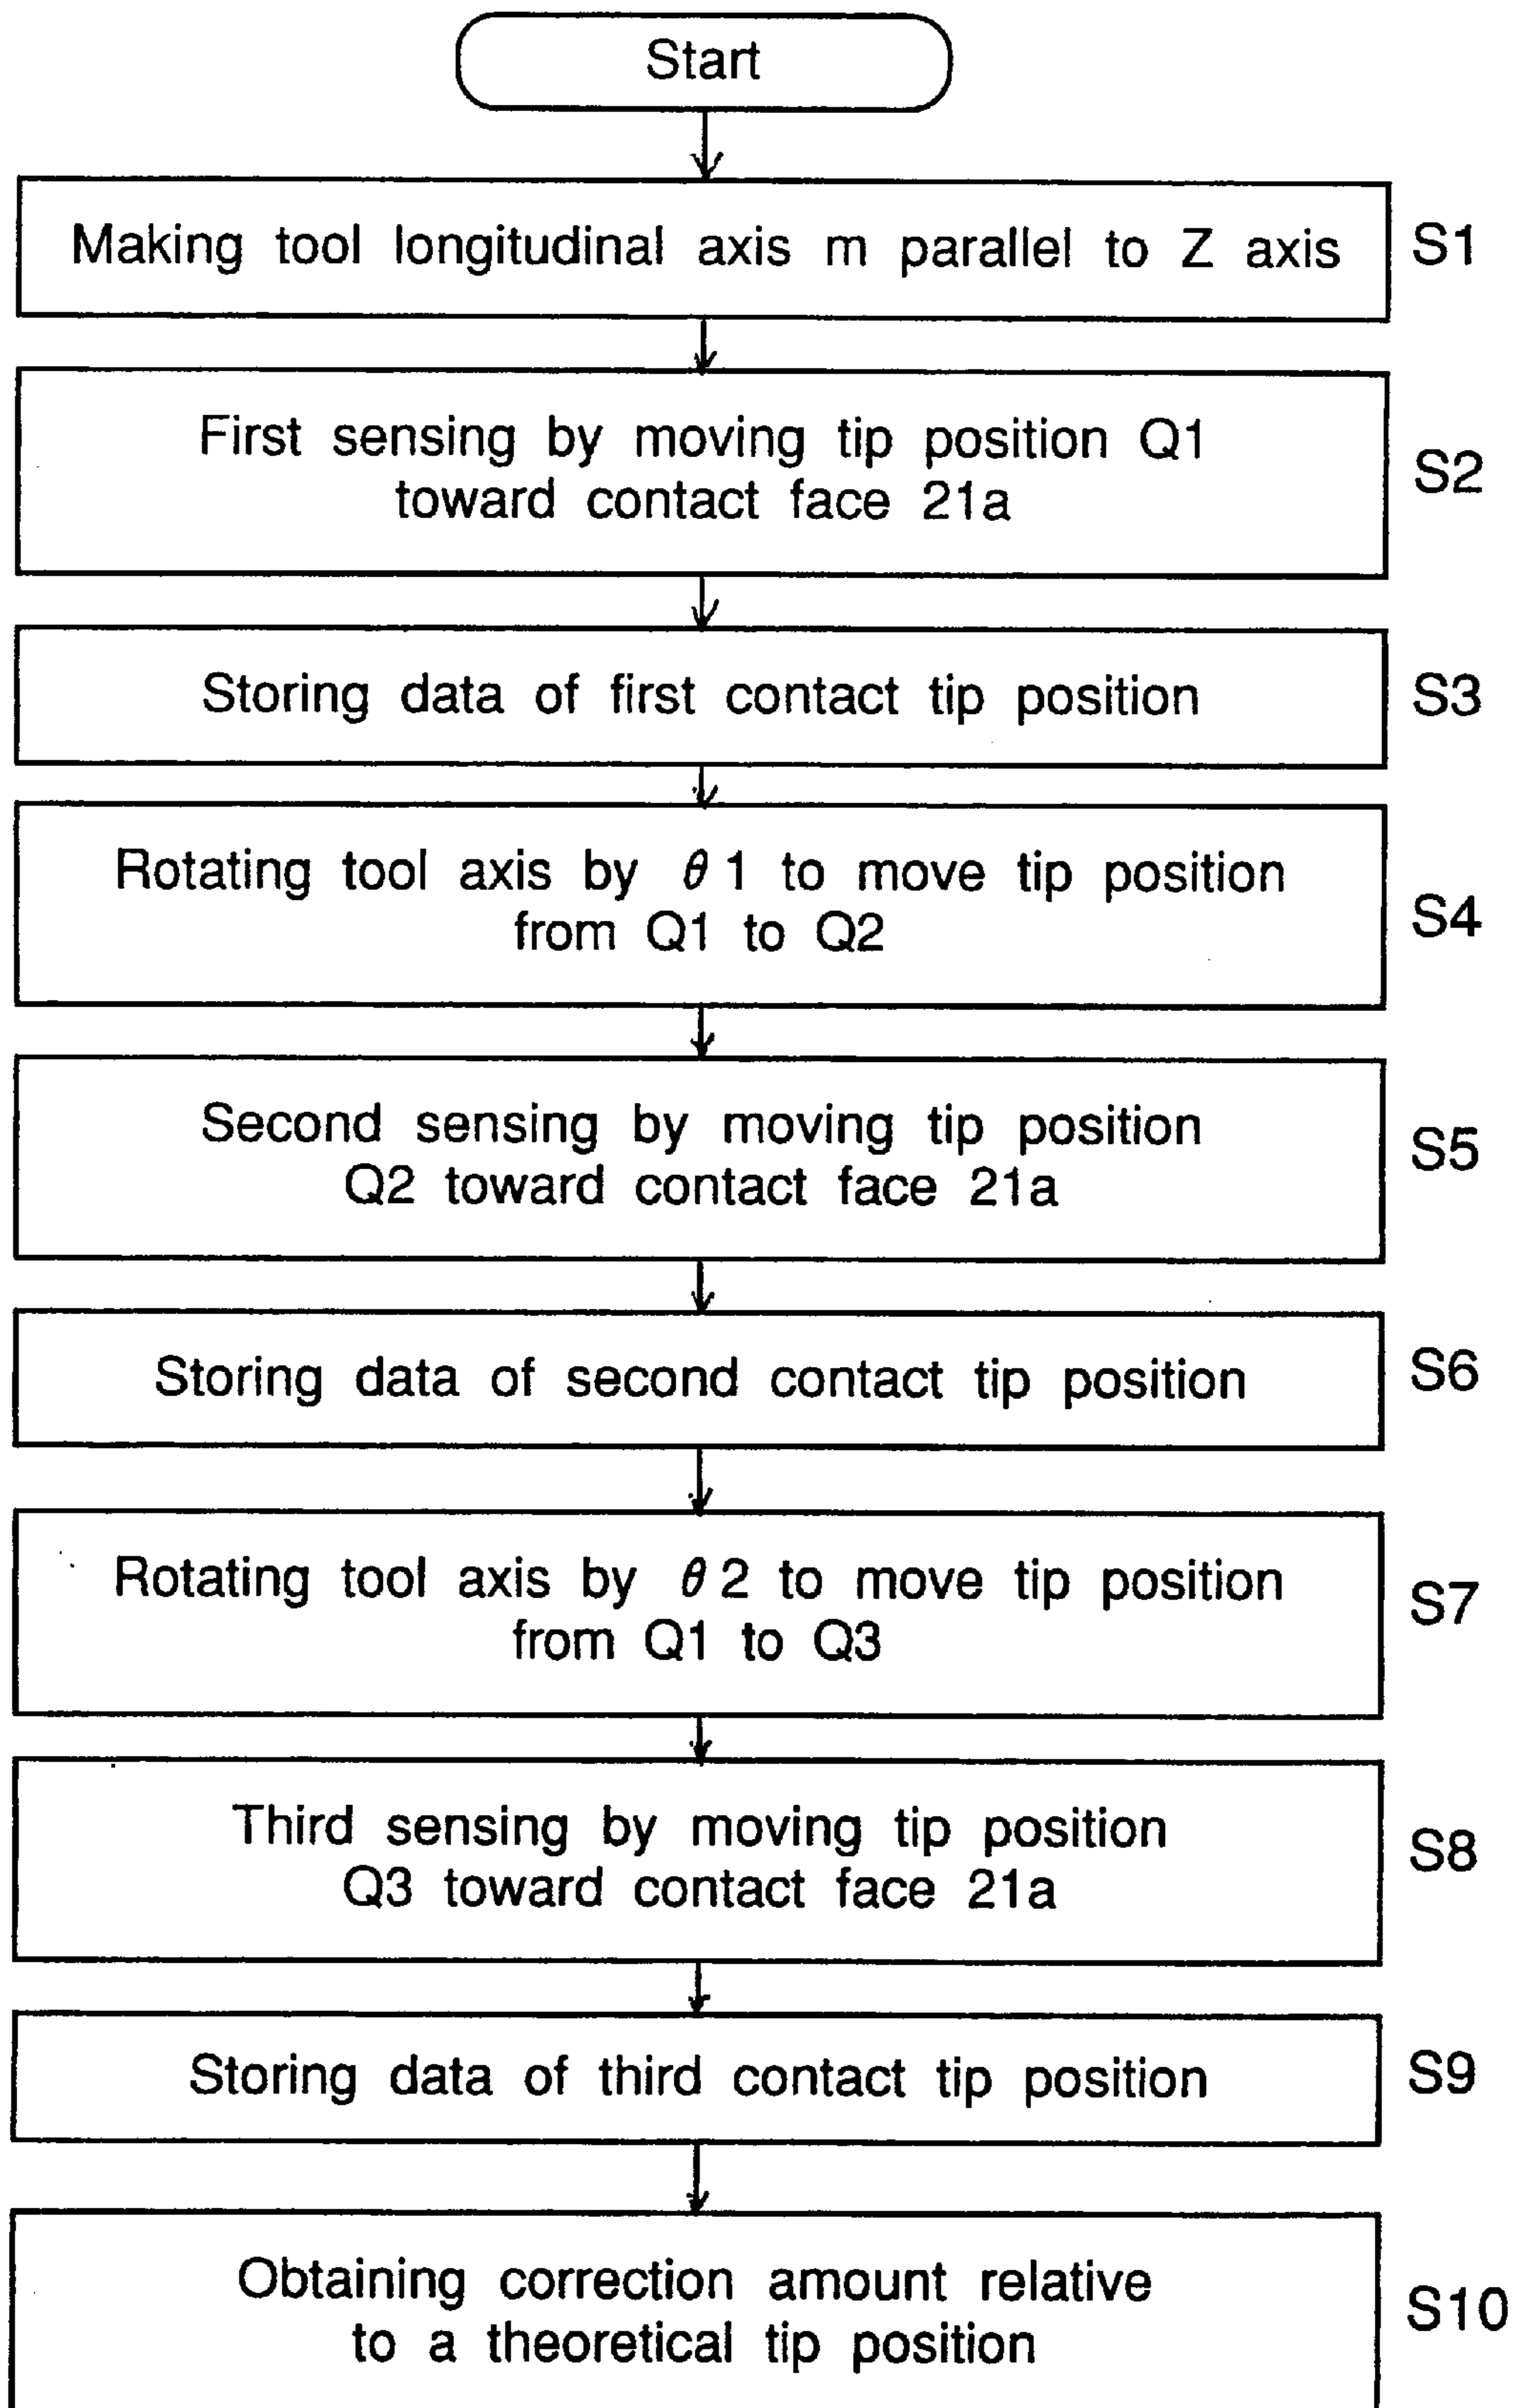 Start
Making tool longitudinal axis m parallel to Z axis
S1
First sensing by moving tip position Q1
toward contact face 21a
S2
Storing data of first contact tip position
S3
Rotating tool axis by θ1 to move tip position
from Q1 to Q2
S4
Second sensing by moving tip position
Q2 toward contact face 21a
S5
Storing data of second contact tip position
S6
Rotating tool axis by θ2 to move tip position
from Q1 to Q3
S7
Third sensing by moving tip position
Q3 toward contact face 21a
S8
Storing data of third contact tip position
S9
Obtaining correction amount relative
to a theoretical tip position
S10